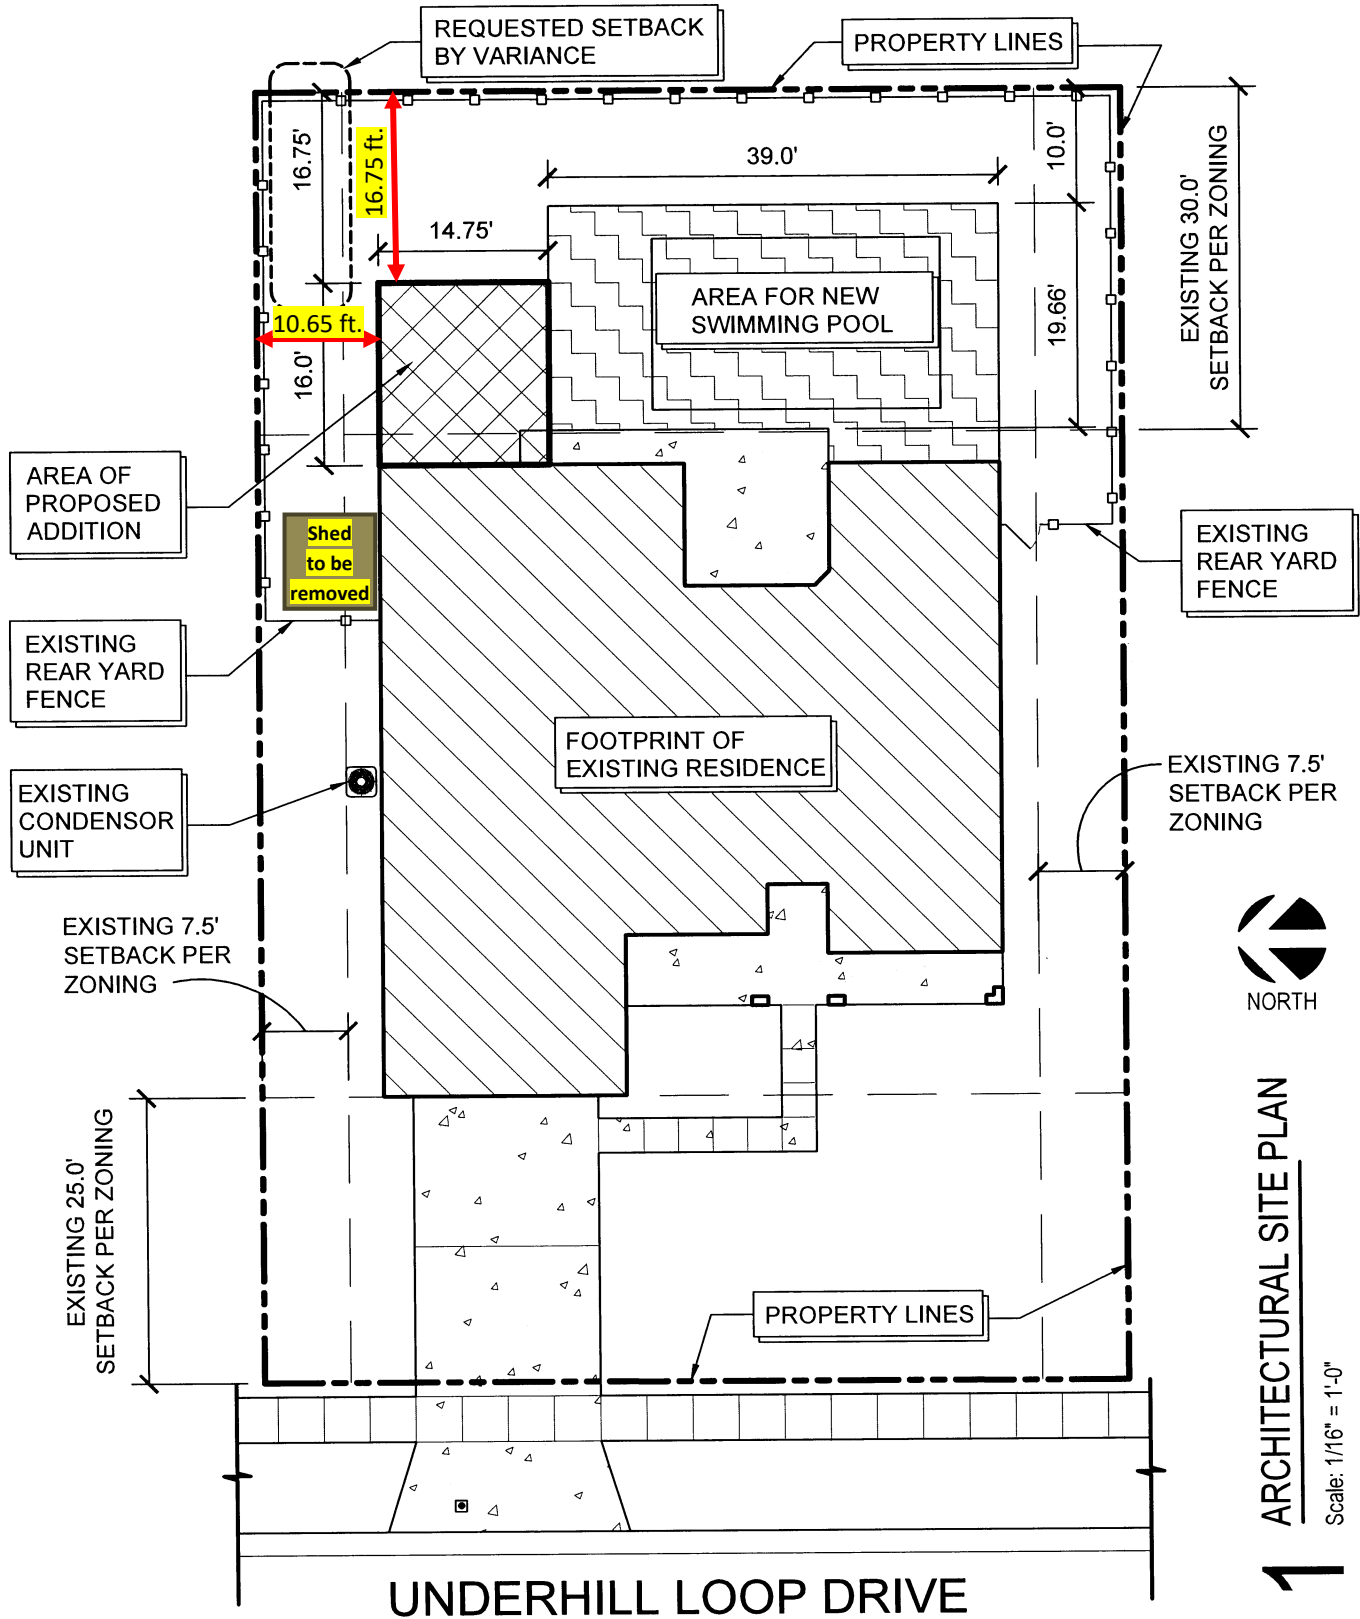 REQUESTED SETBACK
BY VARIANCE
PROPERTY LINES
16.75'
16.75 ft.
14.75'
39.0'
10.0'
EXISTING 30.0'
SETBACK PER ZONING
AREA FOR NEW
SWIMMING POOL
19.66'
10.65 ft.
16.0'
AREA OF
PROPOSED
ADDITION
Shed
to be
removed
EXISTING
REAR YARD
FENCE
EXISTING
REAR YARD
FENCE
FOOTPRINT OF
EXISTING RESIDENCE
EXISTING 7.5'
SETBACK PER
ZONING
EXISTING
CONDENSOR
UNIT
EXISTING 7.5'
SETBACK PER
ZONING
NORTH
EXISTING 25.0'
SETBACK PER ZONING
PROPERTY LINES
1
ARCHITECTURAL SITE PLAN
Scale: 1/16" = 1'-0"
UNDERHILL LOOP DRIVE